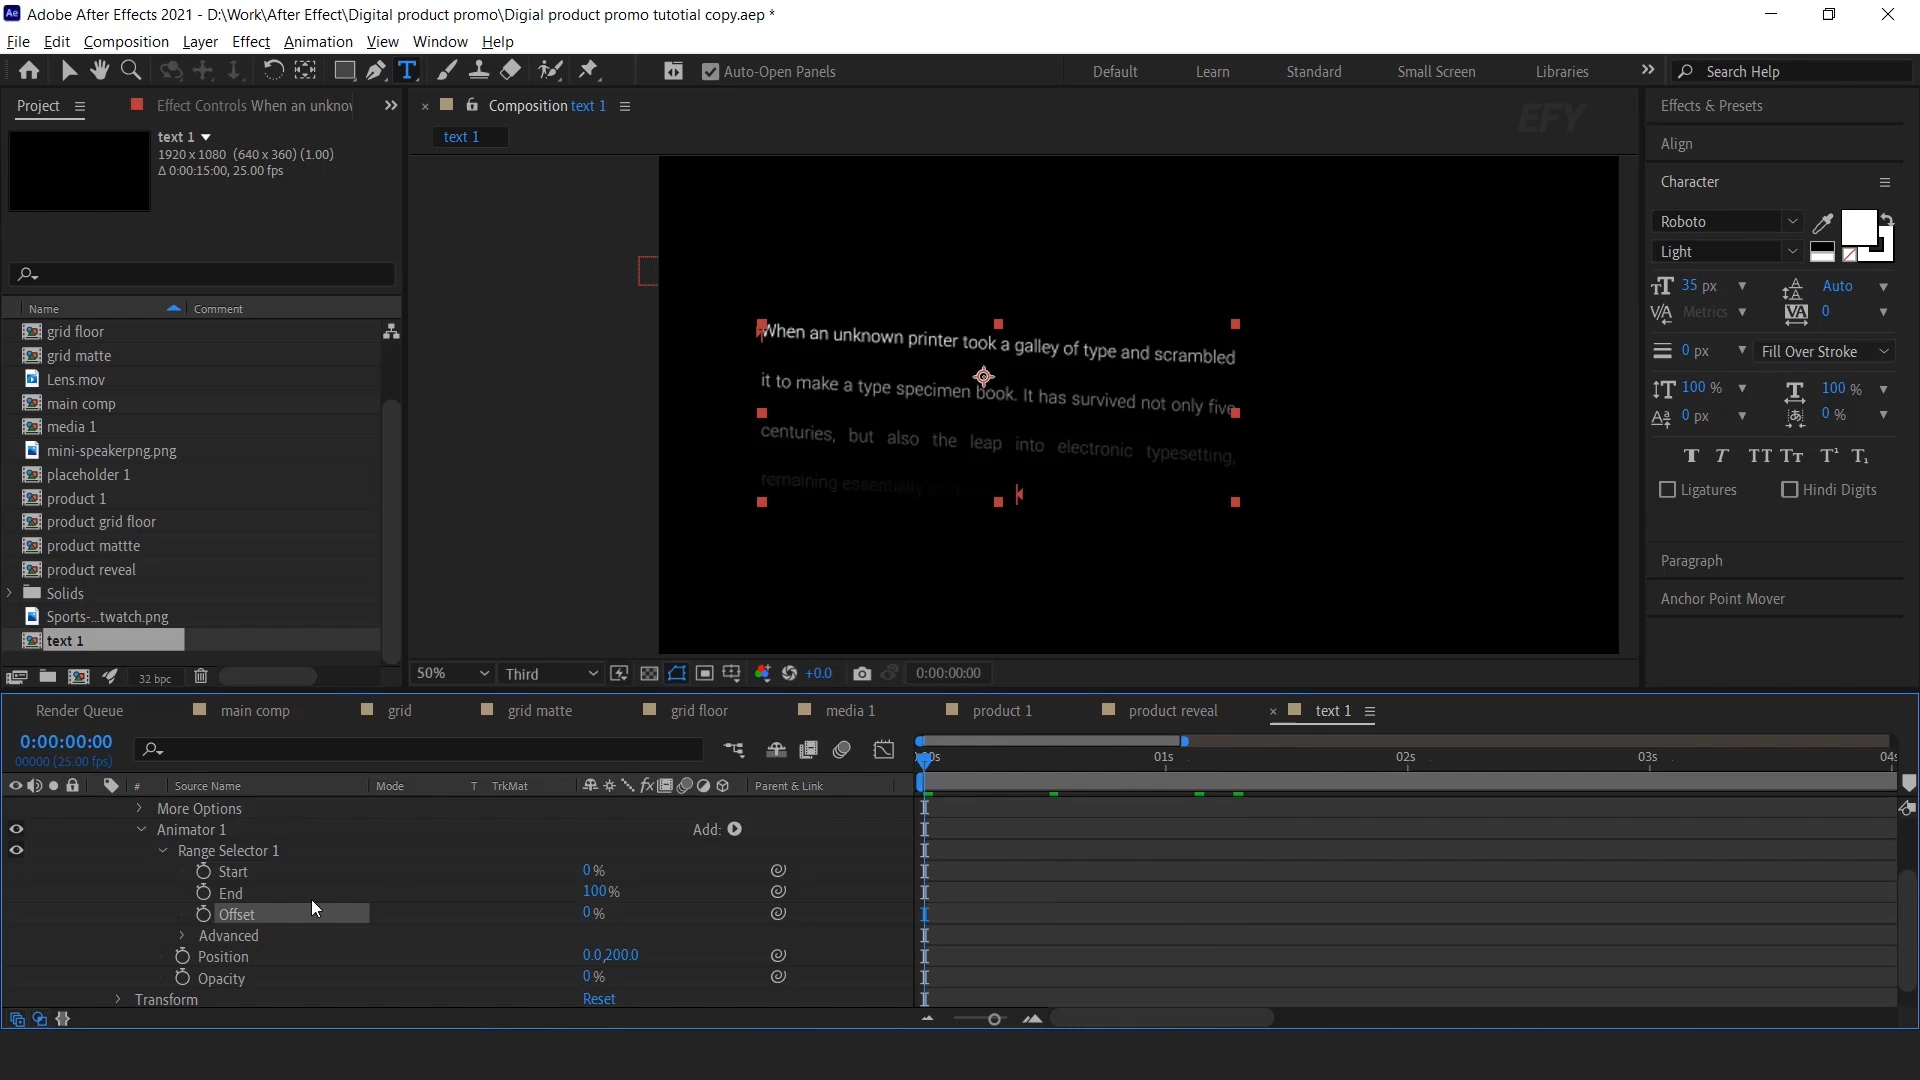 Adobe After Effects 2021 - D:\Work\After Effect\Digital product promo\Digial product promo tutotial copy.aep *
File Edit Composition Layer Effect Animation View Window Help
Auto-Open Panels Default Learn Standard Small Screen Libraries Search Help
Project Effect Controls When an unknov
Composition text 1
EFY
text 1
text 1
1920 x 1080 (640 x 360) (1.00)
Δ 0:00:15:00, 25.00 fps
Name Comment
grid floor
grid matte
Lens.mov
main comp
media 1
mini-speakerpng.png
placeholder 1
product 1
product grid floor
product mattte
product reveal
Solids
Sports-...twatch.png
text 1
32 bpc
When an unknown printer took a galley of type and scrambled
it to make a type specimen book. It has survived not only five
centuries, but also the leap into electronic typesetting,
remaining essentially
50% Third +0.0 0:00:00:00
Effects & Presets
Align
Character
Roboto
Light
35 px Auto
Metrics 0
0 px Fill Over Stroke
100 % 100 %
0 px 0 %
T T TT Tt T¹ T₁
Ligatures Hindi Digits
Paragraph
Anchor Point Mover
Render Queue main comp grid grid matte grid floor media 1 product 1 product reveal × text 1
0:00:00:00
00000 (25.00 fps)
01s 02s 03s 04s
# Source Name Mode T TrkMat fx Parent & Link
More Options
Animator 1 Add:
Range Selector 1
Start 0 %
End 100 %
Offset 0 %
Advanced
Position 0.0,200.0
Opacity 0 %
Transform Reset